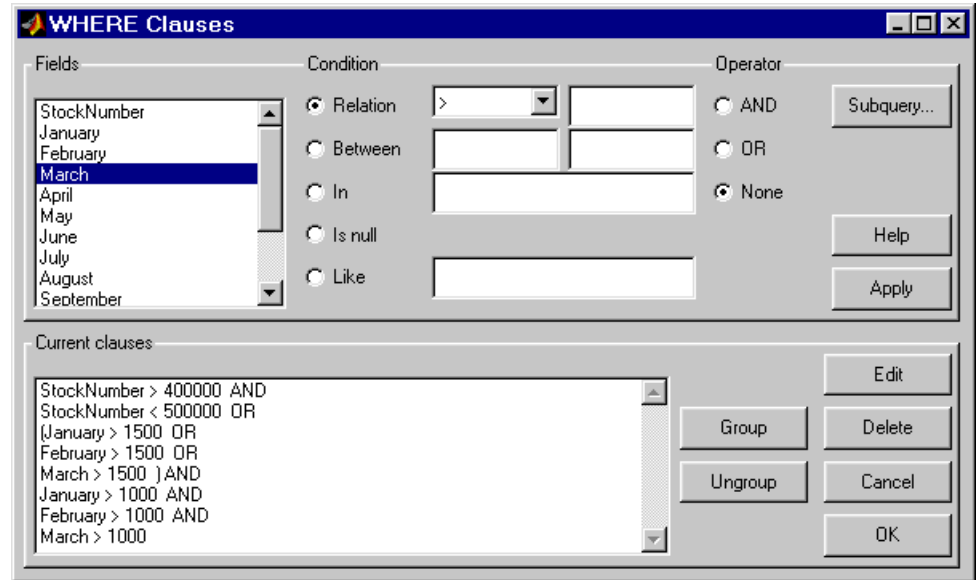 WHERE Clauses
Fields
Condition
Operator
StockNumber
January
February
March
April
May
June
July
August
September
Relation
>
Between
In
Is null
Like
AND
OR
None
Subquery...
Help
Apply
Current clauses
StockNumber > 400000 AND
StockNumber < 500000 OR
(January > 1500 OR
February > 1500 OR
March > 1500 ) AND
January > 1000 AND
February > 1000 AND
March > 1000
Group
Ungroup
Edit
Delete
Cancel
OK